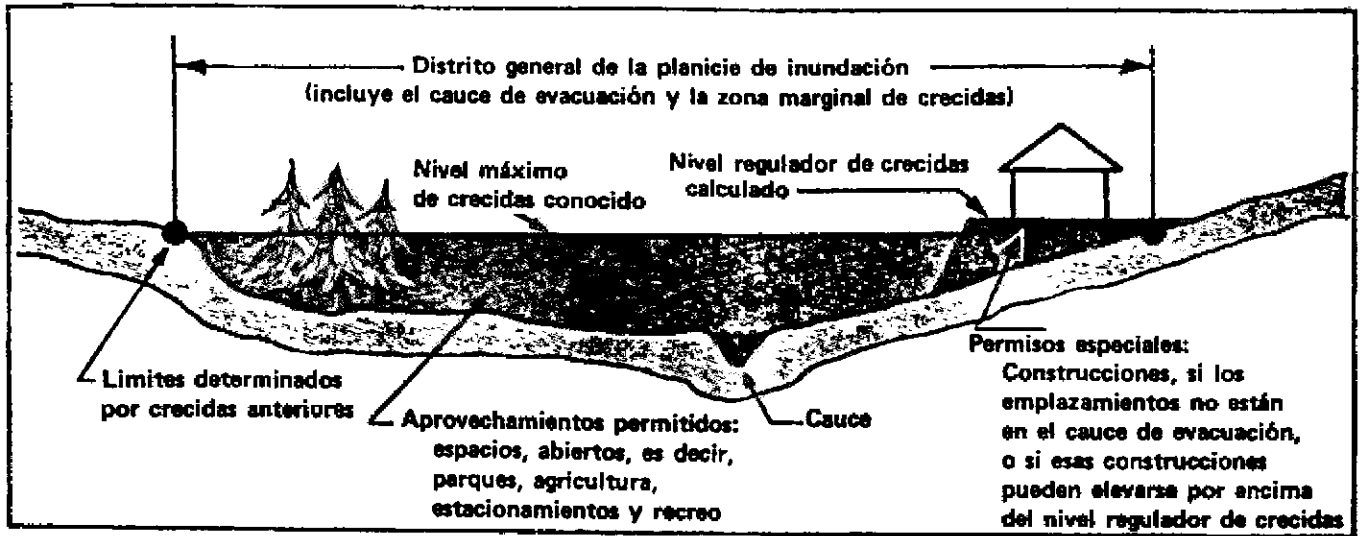 Distrito general de la planicie de inundación
(incluye el cauce de evacuación y la zona marginal de crecidas)
Nivel máximo
de crecidas conocido
Nivel regulador de crecidas
calculado
Limites determinados
por crecidas anteriores
Aprovechamientos permitidos:
espacios, abiertos, es decir,
parques, agricultura,
estacionamientos y recreo
Cauce
Permisos especiales:
Construcciones, si los
emplazamientos no están
en el cauce de evacuación,
o si esas construcciones
pueden elevarse por encima
del nivel regulador de crecidas